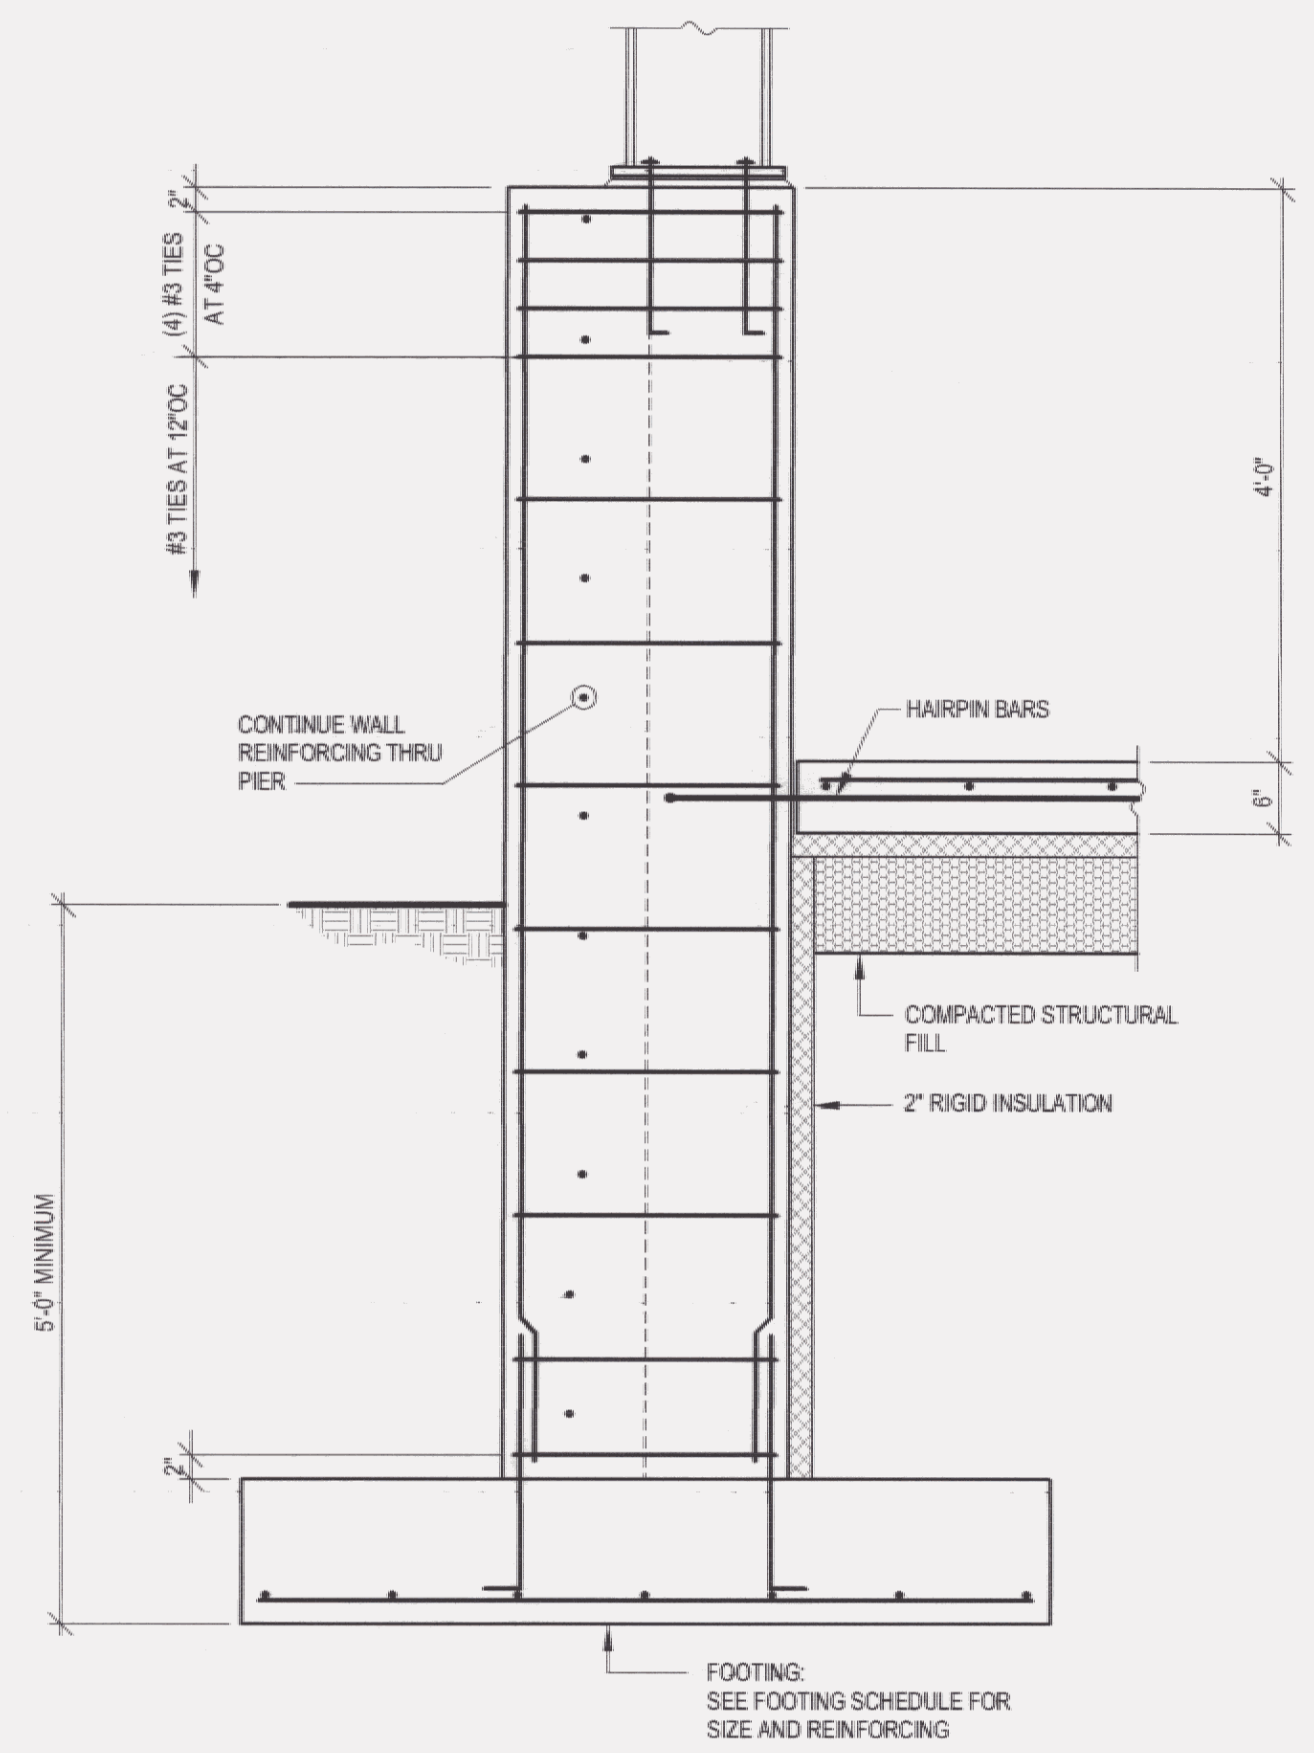 2"
(4) #3 TIES
AT 4"OC
#3 TIES AT 12"OC
4'-0"
CONTINUE WALL
REINFORCING THRU
PIER
HAIRPIN BARS
6"
COMPACTED STRUCTURAL
FILL
2" RIGID INSULATION
5'-0" MINIMUM
2"
FOOTING:
SEE FOOTING SCHEDULE FOR
SIZE AND REINFORCING